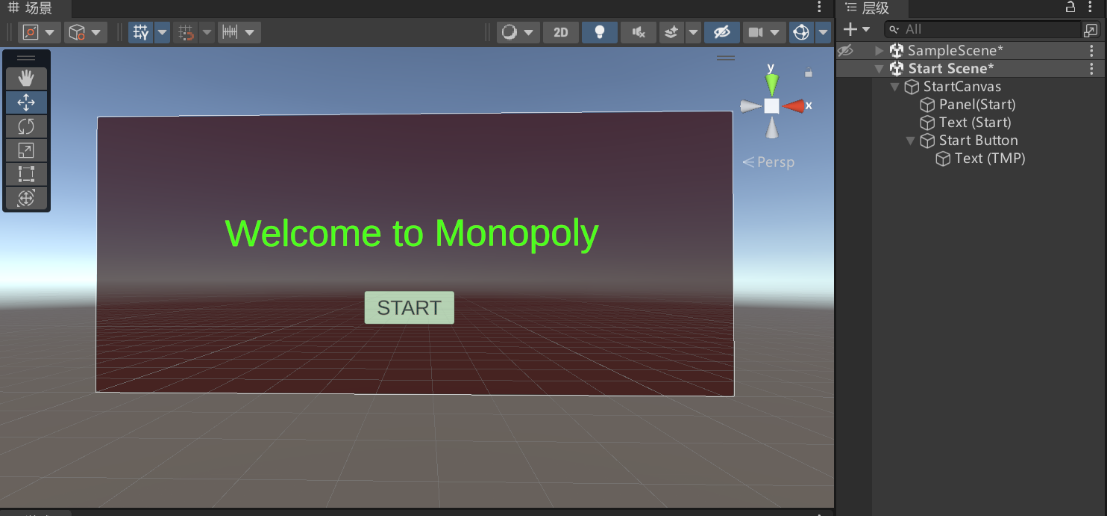 场景
层级
2D
All
SampleScene*
Start Scene*
StartCanvas
Panel(Start)
Text (Start)
Start Button
Text (TMP)
y
x
Persp
Welcome to Monopoly
START